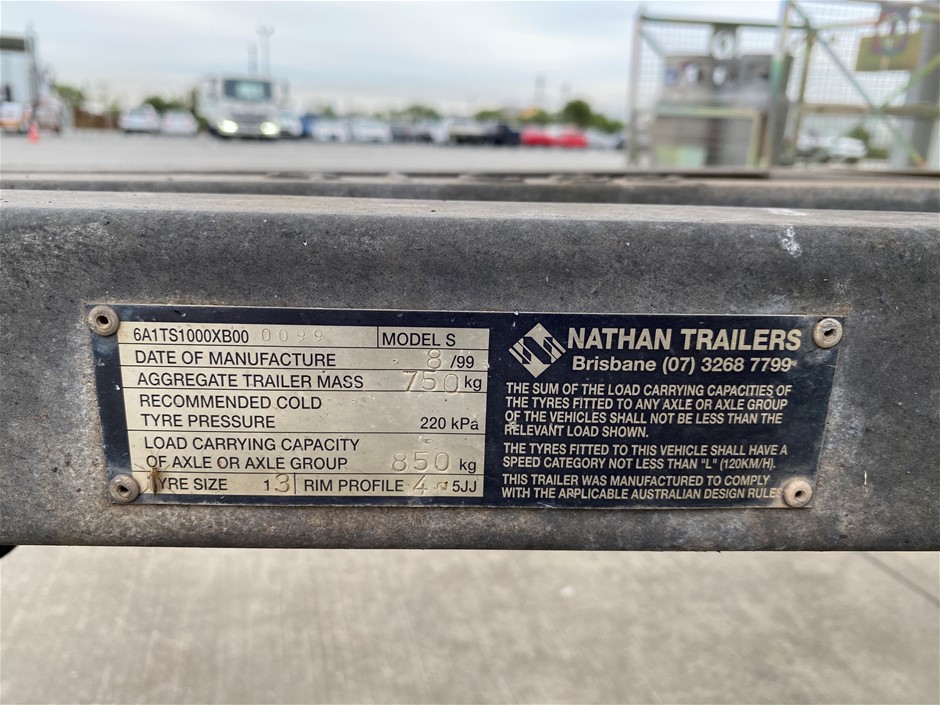 6A1TS1000XB00 0099 MODEL S
DATE OF MANUFACTURE 8/99
AGGREGATE TRAILER MASS 750 kg
RECOMMENDED COLD
TYRE PRESSURE 220 kPa
LOAD CARRYING CAPACITY
OF AXLE OR AXLE GROUP 850 kg
TYRE SIZE 13 RIM PROFILE 4 5JJ
NATHAN TRAILERS
Brisbane (07) 3268 7799
THE SUM OF THE LOAD CARRYING CAPACITIES OF
THE TYRES FITTED TO ANY AXLE OR AXLE GROUP
OF THE VEHICLES SHALL NOT BE LESS THAN THE
RELEVANT LOAD SHOWN.
THE TYRES FITTED TO THIS VEHICLE SHALL HAVE A
SPEED CATEGORY NOT LESS THAN "L" (120KM/H).
THIS TRAILER WAS MANUFACTURED TO COMPLY
WITH THE APPLICABLE AUSTRALIAN DESIGN RULES